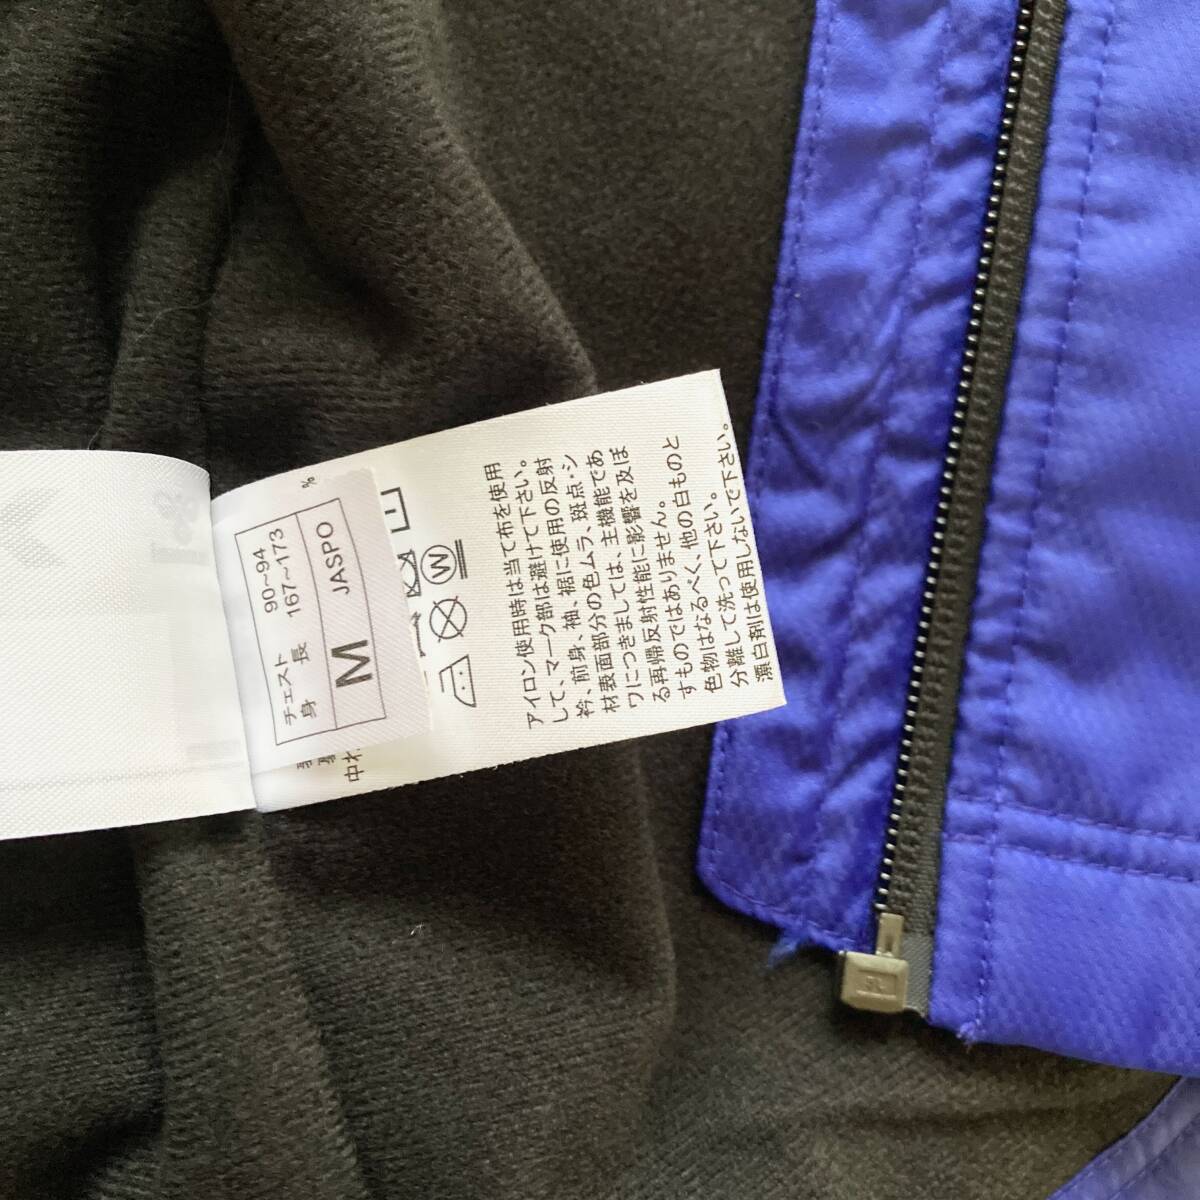 チェスト 90~94
身 長 167~173
M JASPO
%
W
中わ
アイロン使用時は当て布を使用
して、マーク部は避けて下さい。
衿、前身、袖、裾に使用の反射
材表面部分の色ムラ、斑点・シ
ワにつきましては、主機能であ
る再帰反射性能に影響を及ぼ
すものではありません。
色物はなるべく、他の白ものと
分離して洗って下さい。
漂白剤は使用しないで下さい。